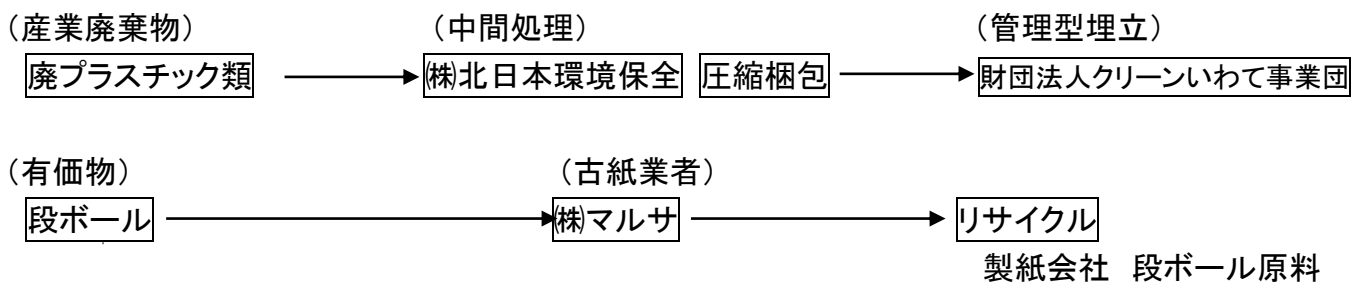 （産業廃棄物） （中間処理） （管理型埋立）
廃プラスチック類 ㈱北日本環境保全 圧縮梱包 財団法人クリーンいわて事業団
（有価物） （古紙業者）
段ボール ㈱マルサ リサイクル
製紙会社 段ボール原料